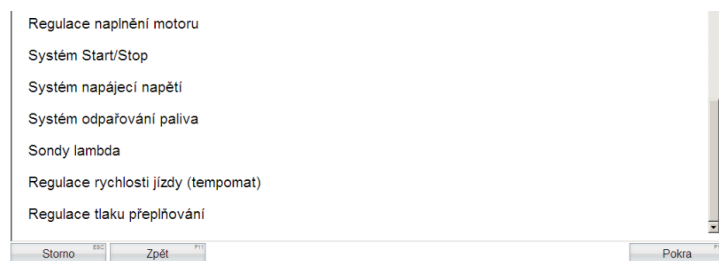 Regulace naplnění motoru
Systém Start/Stop
Systém napájecí napětí
Systém odpařování paliva
Sondy lambda
Regulace rychlosti jízdy (tempomat)
Regulace tlaku přeplňování
Storno ESC Zpět F11 Pokra